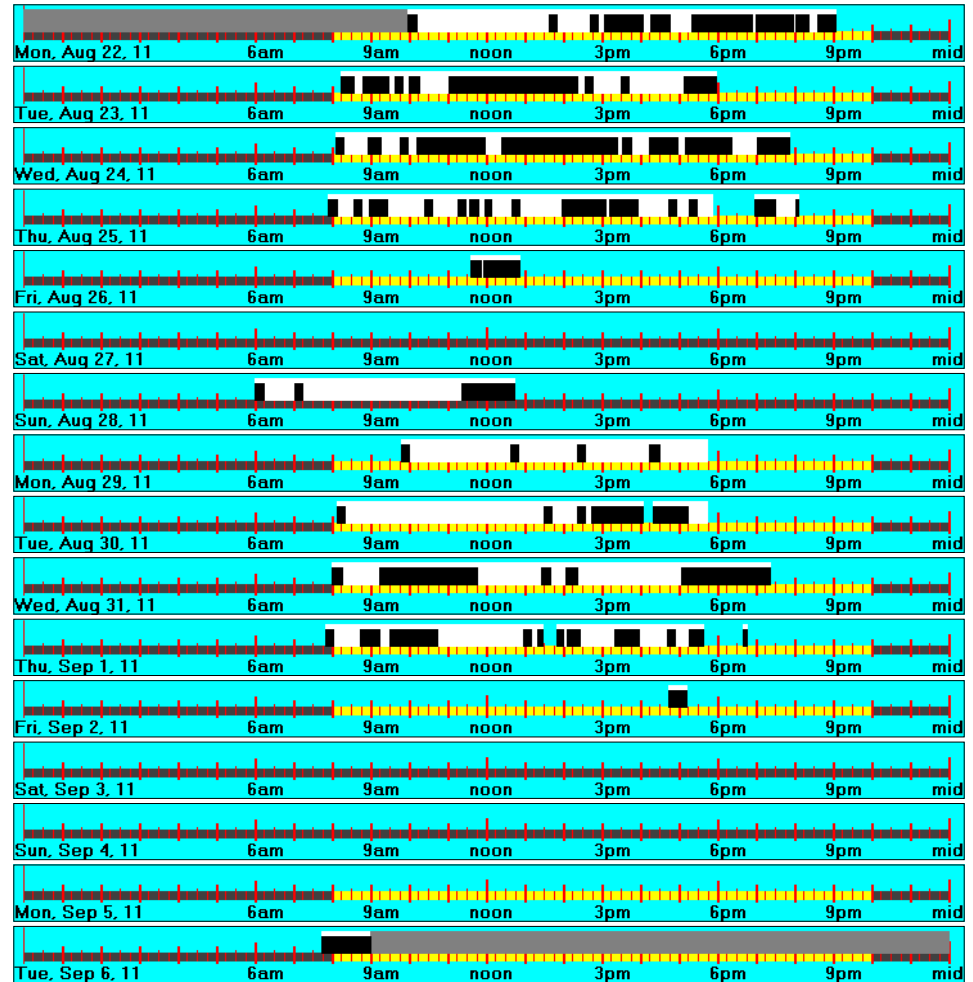 Mon, Aug 22, 11 6am 9am noon 3pm 6pm 9pm mid
Tue, Aug 23, 11 6am 9am noon 3pm 6pm 9pm mid
Wed, Aug 24, 11 6am 9am noon 3pm 6pm 9pm mid
Thu, Aug 25, 11 6am 9am noon 3pm 6pm 9pm mid
Fri, Aug 26, 11 6am 9am noon 3pm 6pm 9pm mid
Sat, Aug 27, 11 6am 9am noon 3pm 6pm 9pm mid
Sun, Aug 28, 11 6am 9am noon 3pm 6pm 9pm mid
Mon, Aug 29, 11 6am 9am noon 3pm 6pm 9pm mid
Tue, Aug 30, 11 6am 9am noon 3pm 6pm 9pm mid
Wed, Aug 31, 11 6am 9am noon 3pm 6pm 9pm mid
Thu, Sep 1, 11 6am 9am noon 3pm 6pm 9pm mid
Fri, Sep 2, 11 6am 9am noon 3pm 6pm 9pm mid
Sat, Sep 3, 11 6am 9am noon 3pm 6pm 9pm mid
Sun, Sep 4, 11 6am 9am noon 3pm 6pm 9pm mid
Mon, Sep 5, 11 6am 9am noon 3pm 6pm 9pm mid
Tue, Sep 6, 11 6am 9am noon 3pm 6pm 9pm mid